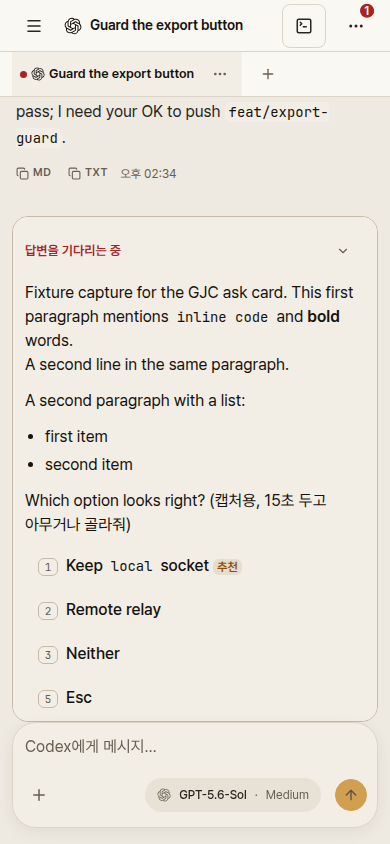 Guard the export button
1
Guard the export button
pass; I need your OK to push feat/export-
guard.
MD TXT 오후 02:34
답변을 기다리는 중
Fixture capture for the GJC ask card. This first
paragraph mentions inline code and bold
words.
A second line in the same paragraph.
A second paragraph with a list:
• first item
• second item
Which option looks right? (캡처용, 15초 두고
아무거나 골라줘)
1 Keep local socket 추천
2 Remote relay
3 Neither
5 Esc
Codex에게 메시지...
GPT-5.6-Sol · Medium